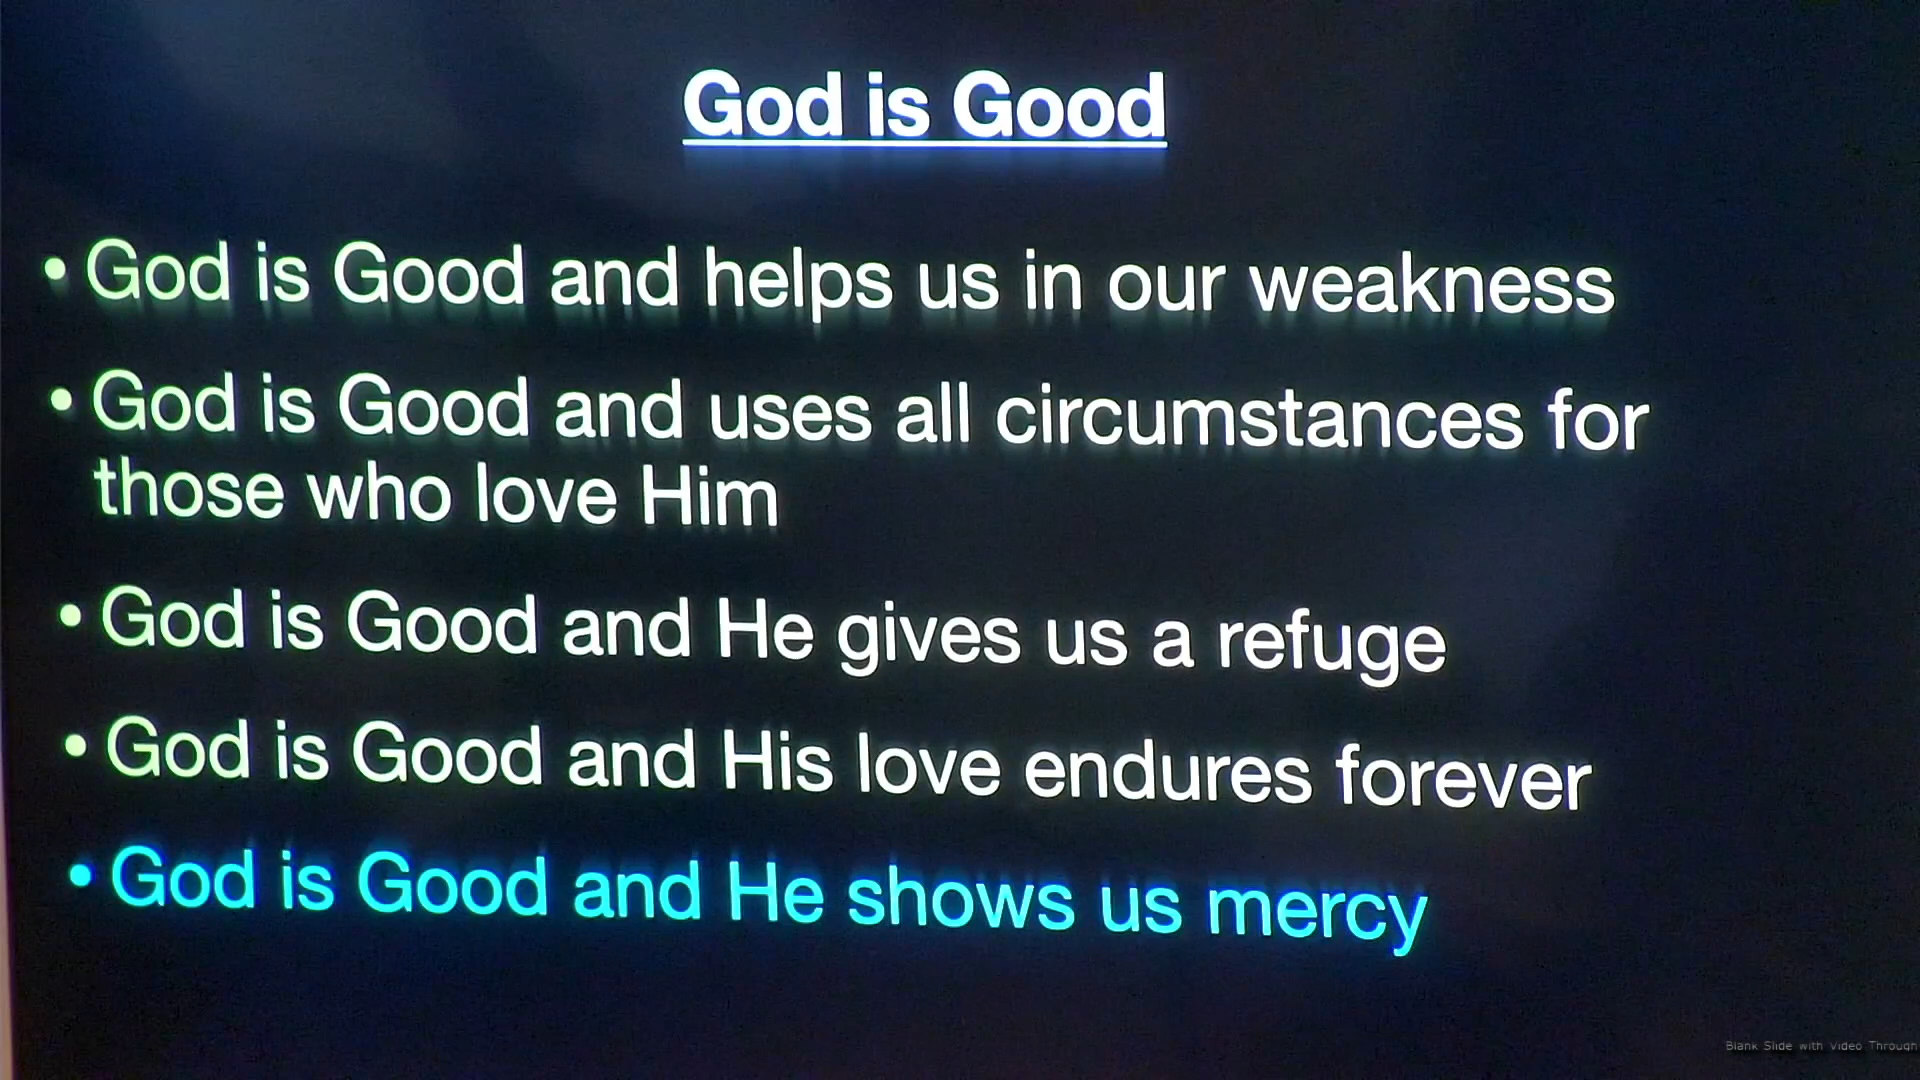 God is Good
• God is Good and helps us in our weakness
• God is Good and uses all circumstances for
those who love Him
• God is Good and He gives us a refuge
• God is Good and His love endures forever
• God is Good and He shows us mercy
Blank Slide with Video Through